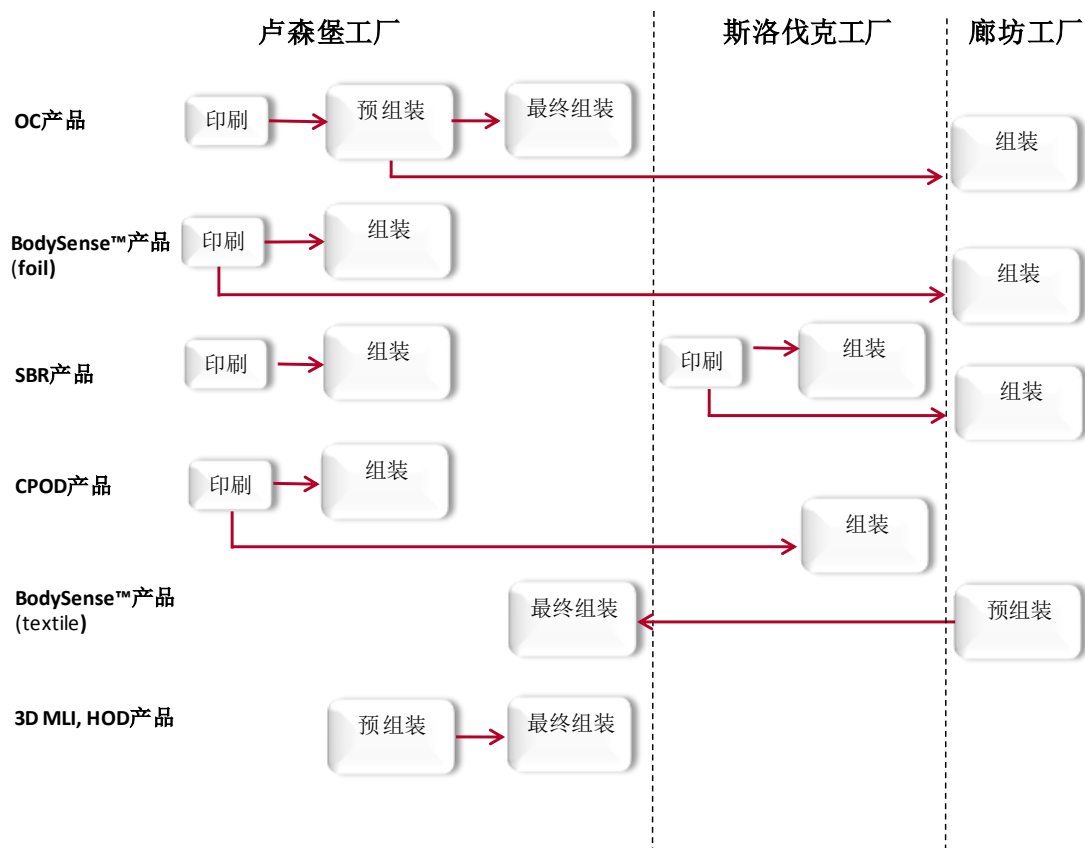 卢森堡工厂
斯洛伐克工厂
廊坊工厂
OC产品
印刷
预组装
最终组装
组装
BodySense™产品
(foil)
印刷
组装
组装
SBR产品
印刷
组装
印刷
组装
组装
CPOD产品
印刷
组装
组装
BodySense™产品
(textile)
最终组装
预组装
3D MLI, HOD产品
预组装
最终组装